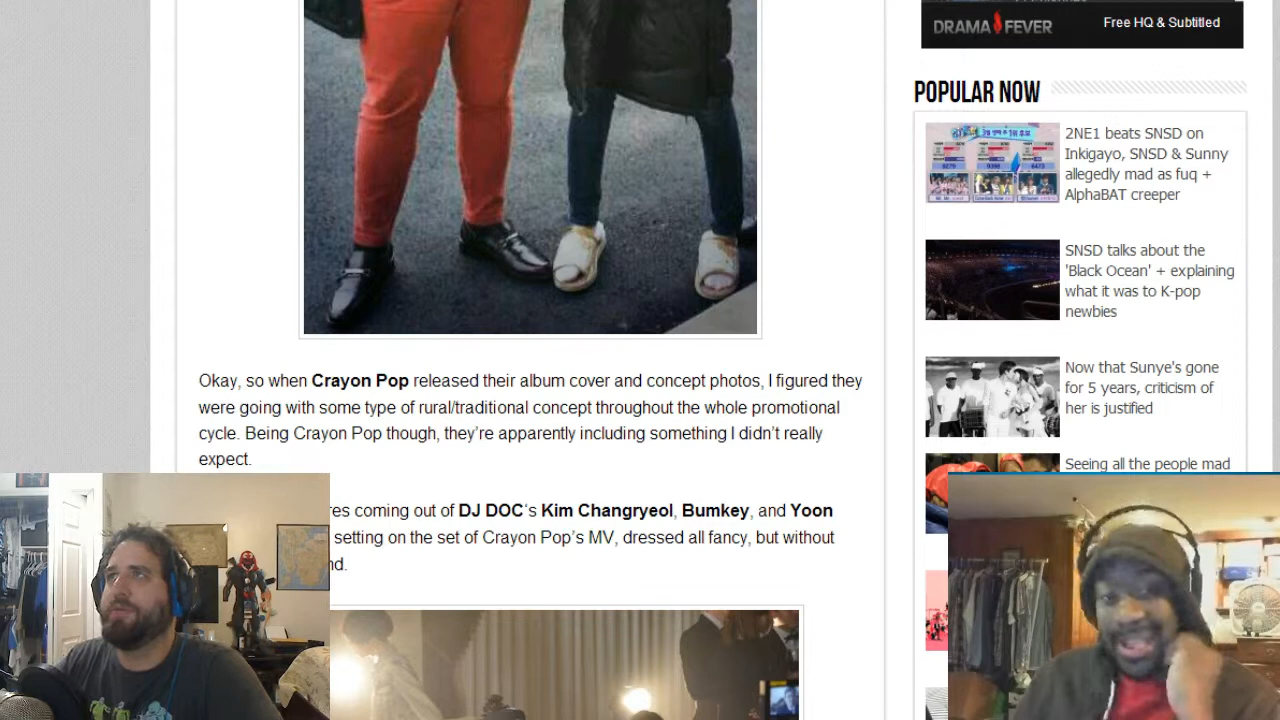 DRAMA FEVER
Free HQ & Subtitled
POPULAR NOW
2NE1 beats SNSD on
Inkigayo, SNSD & Sunny
allegedly mad as fuq +
AlphaBAT creeper
SNSD talks about the
'Black Ocean' + explaining
what it was to K-pop
newbies
Now that Sunye's gone
for 5 years, criticism of
her is justified
Seeing all the people mad
Okay, so when Crayon Pop released their album cover and concept photos, I figured they
were going with some type of rural/traditional concept throughout the whole promotional
cycle. Being Crayon Pop though, they're apparently including something I didn't really
expect.
coming out of DJ DOC's Kim Changryeol, Bumkey, and Yoon
setting on the set of Crayon Pop's MV, dressed all fancy, but without